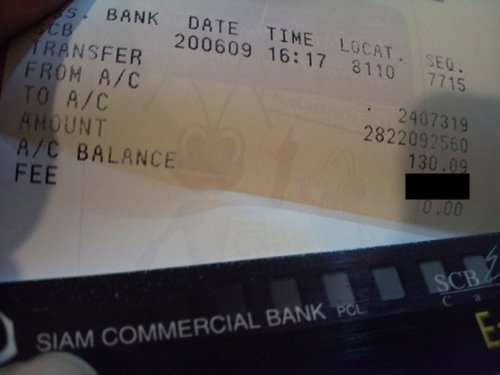 SS. BANK DATE TIME LOCAT. SEQ.
SCB 200609 16:17 8110 7715
TRANSFER
FROM A/C 2407319
TO A/C 2822092560
AMOUNT 130.09
A/C BALANCE
FEE 0.00
SCB
C a
SIAM COMMERCIAL BANK PCL.
E